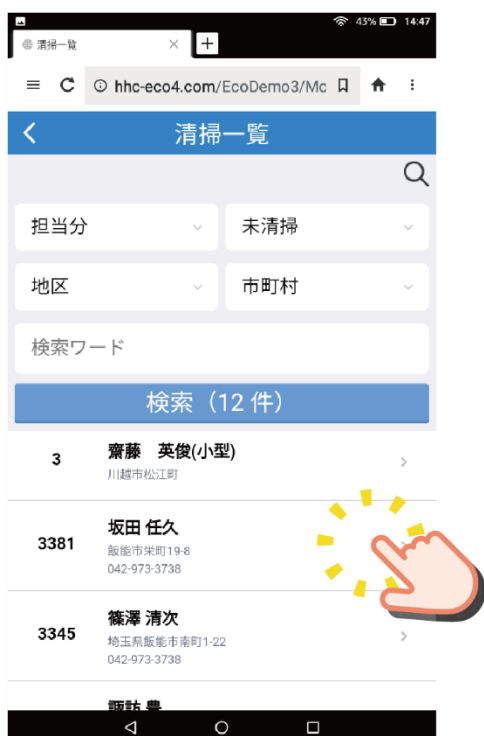 43% 14:47
清掃一覧
hhc-eco4.com/EcoDemo3/Mc
清掃一覧
担当分 未清掃
地区 市町村
検索ワード
検索（12 件）
3 齋藤 英俊(小型)
川越市松江町
3381 坂田 任久
飯能市栄町19-8
042-973-3738
3345 篠澤 清次
埼玉県飯能市南町1-22
042-973-3738
諏訪 豊